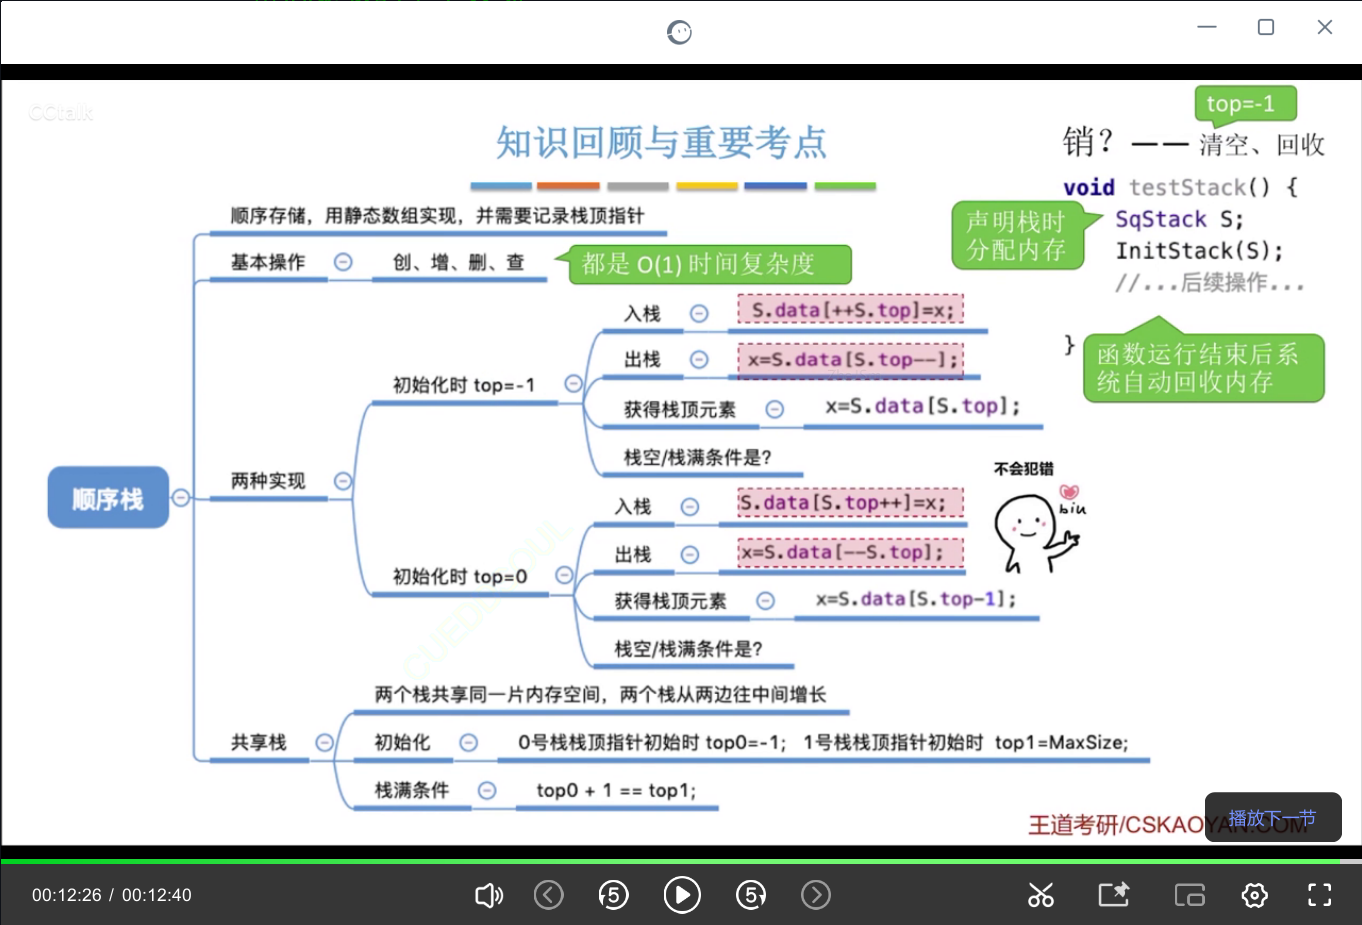 CCtalk
top=-1
知识回顾与重要考点
销？—— 清空、回收
void testStack() {
SqStack S;
InitStack(S);
//...后续操作...
}
声明栈时
分配内存
函数运行结束后系
统自动回收内存
顺序存储，用静态数组实现，并需要记录栈顶指针
基本操作
创、增、删、查
都是 O(1) 时间复杂度
入栈
S.data[++S.top]=x;
出栈
x=S.data[S.top--];
初始化时 top=-1
获得栈顶元素
x=S.data[S.top];
栈空/栈满条件是?
两种实现
顺序栈
不会犯错
biu
入栈
S.data[S.top++]=x;
出栈
x=S.data[--S.top];
初始化时 top=0
获得栈顶元素
x=S.data[S.top-1];
栈空/栈满条件是?
两个栈共享同一片内存空间，两个栈从两边往中间增长
共享栈
初始化
0号栈栈顶指针初始时 top0=-1； 1号栈栈顶指针初始时 top1=MaxSize;
栈满条件
top0 + 1 == top1;
王道考研/CSKAOYAN.COM
播放下一节
00:12:26 / 00:12:40
5
5